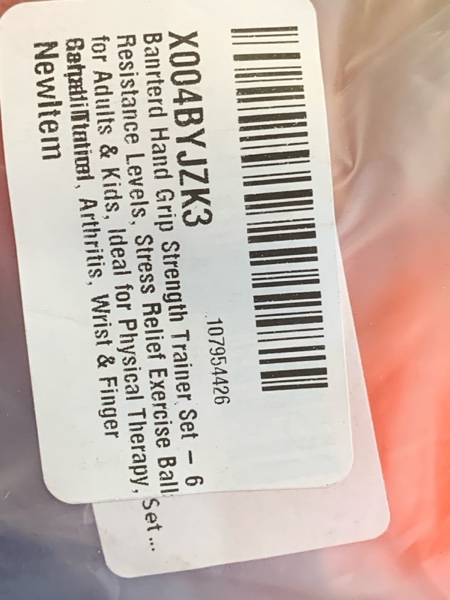 107954426
X004BYJZK3
Banrterd Hand Grip Strength Trainer Set – 6
Resistance Levels, Stress Relief Exercise Ball Set ...
for Adults & Kids, Ideal for Physical Therapy,
Arthritis, Wrist & Finger
NewItem